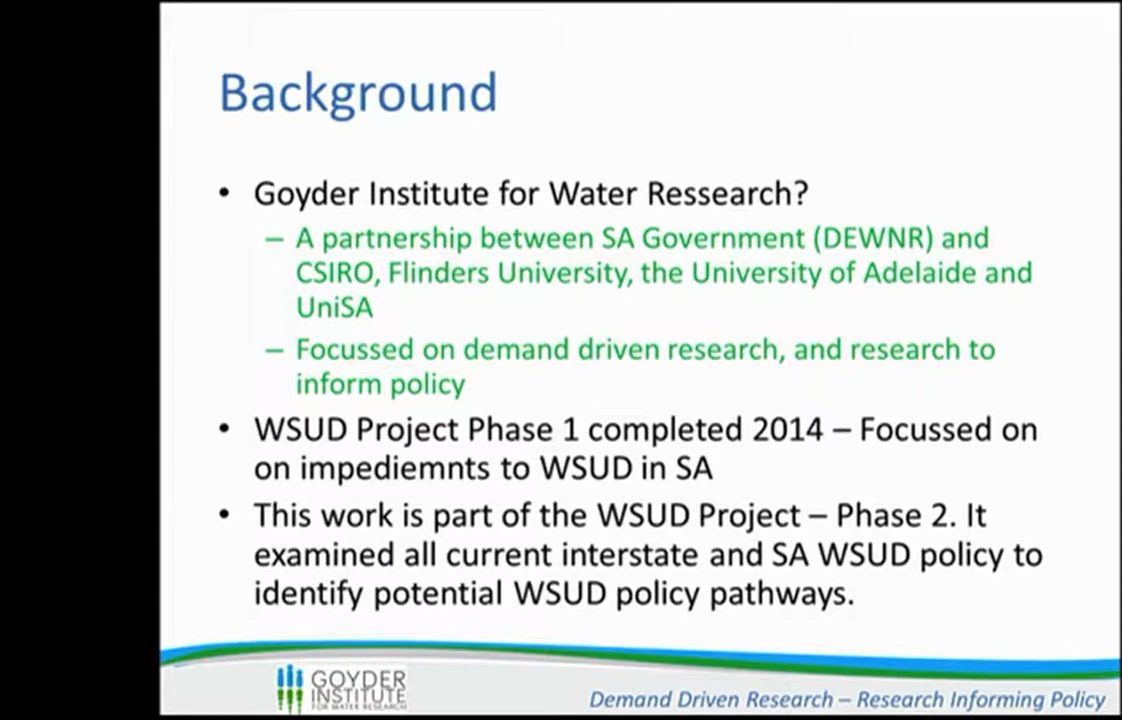 Background
• Goyder Institute for Water Ressearch?
– A partnership between SA Government (DEWNR) and
CSIRO, Flinders University, the University of Adelaide and
UniSA
– Focussed on demand driven research, and research to
inform policy
• WSUD Project Phase 1 completed 2014 – Focussed on
on impediemnts to WSUD in SA
• This work is part of the WSUD Project – Phase 2. It
examined all current interstate and SA WSUD policy to
identify potential WSUD policy pathways.
GOYDER
INSTITUTE
FOR WATER RESEARCH
Demand Driven Research – Research Informing Policy